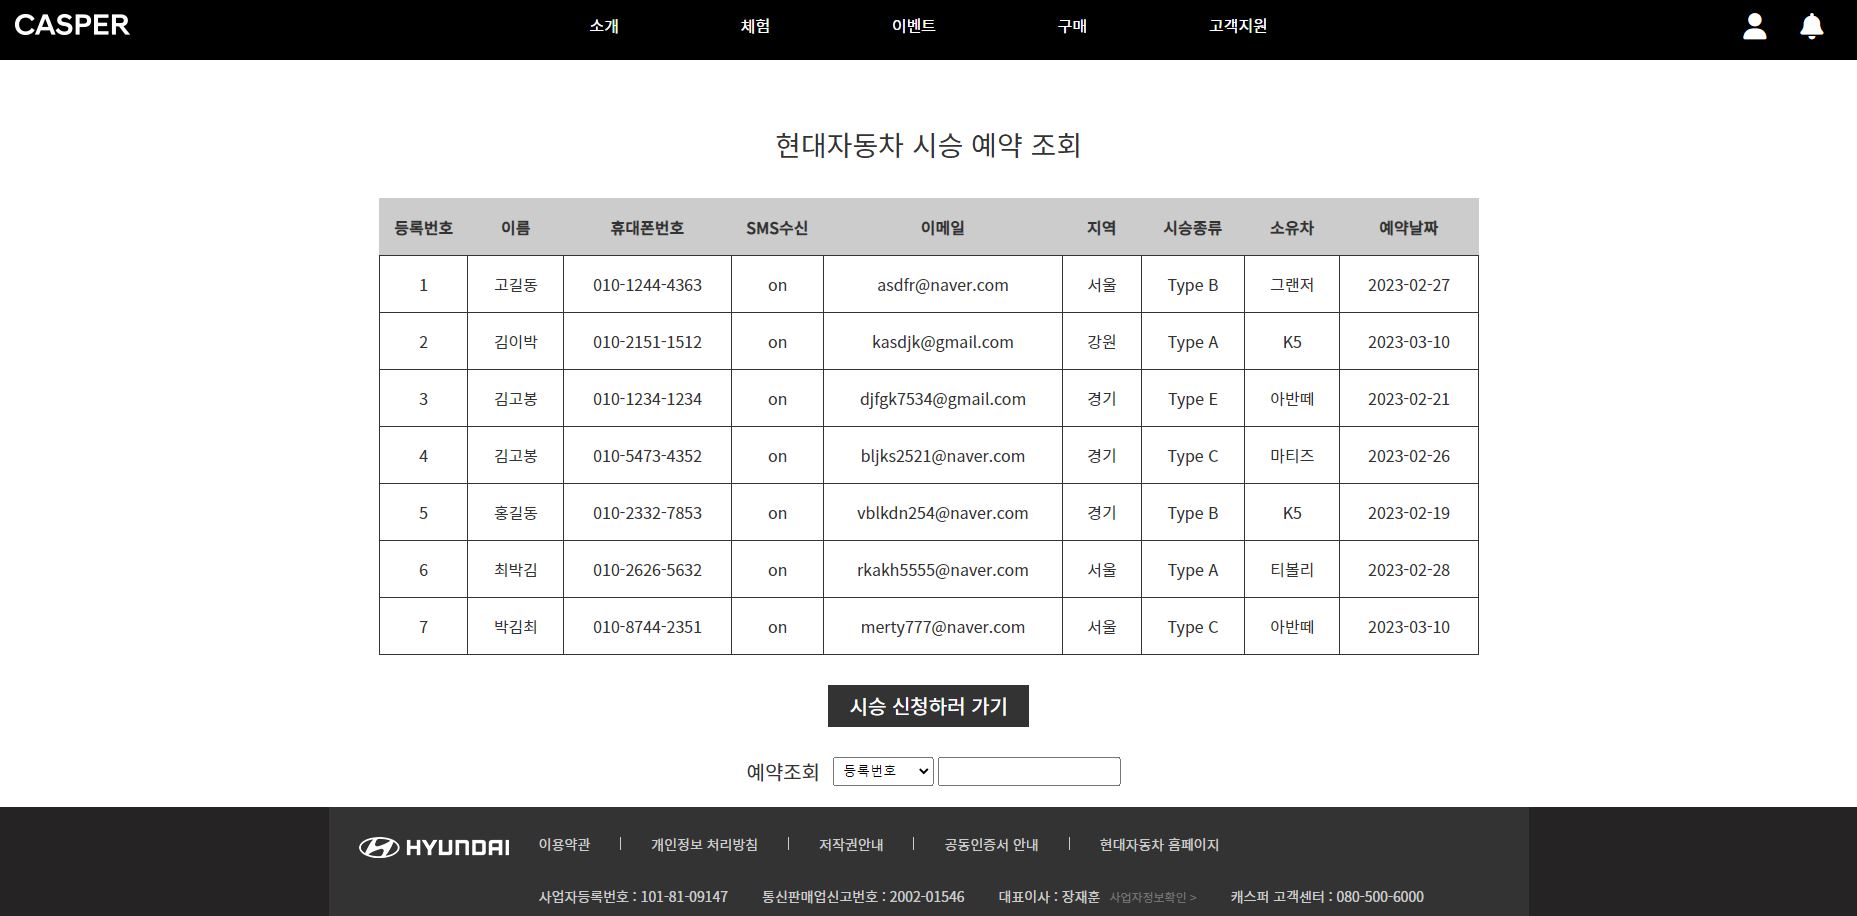 CASPER 소개 체험 이벤트 구매 고객지원
현대자동차 시승 예약 조회
등록번호 이름 휴대폰번호 SMS수신 이메일 지역 시승종류 소유차 예약날짜
1 고길동 010-1244-4363 on asdfr@naver.com 서울 Type B 그랜저 2023-02-27
2 김이박 010-2151-1512 on kasdjk@gmail.com 강원 Type A K5 2023-03-10
3 김고봉 010-1234-1234 on djfgk7534@gmail.com 경기 Type E 아반떼 2023-02-21
4 김고봉 010-5473-4352 on bljks2521@naver.com 경기 Type C 마티즈 2023-02-26
5 홍길동 010-2332-7853 on vblkdn254@naver.com 경기 Type B K5 2023-02-19
6 최박김 010-2626-5632 on rkakh5555@naver.com 서울 Type A 티볼리 2023-02-28
7 박김최 010-8744-2351 on merty777@naver.com 서울 Type C 아반떼 2023-03-10
시승 신청하러 가기
예약조회 등록번호
HYUNDAI 이용약관 | 개인정보 처리방침 | 저작권안내 | 공동인증서 안내 | 현대자동차 홈페이지
사업자등록번호 : 101-81-09147 통신판매업신고번호 : 2002-01546 대표이사 : 장재훈 사업자정보확인 > 캐스퍼 고객센터 : 080-500-6000